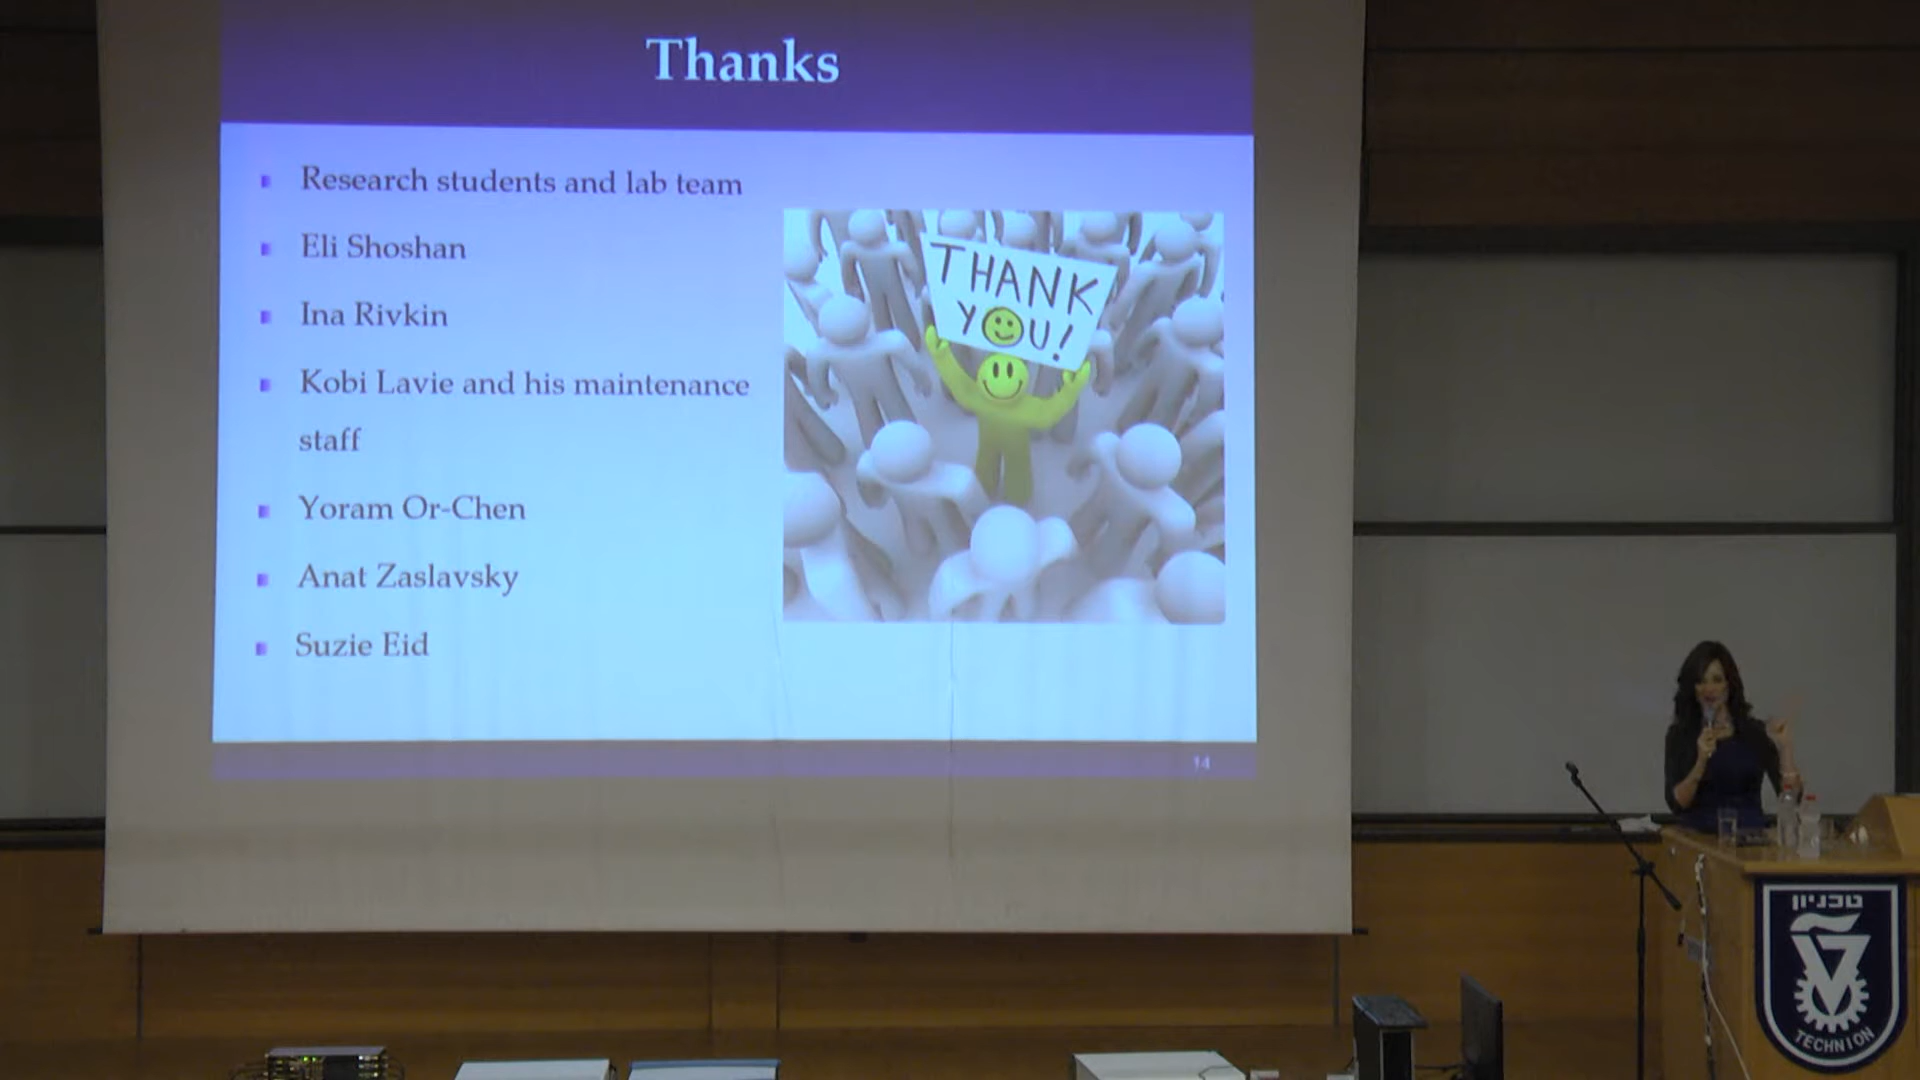 Thanks
Research students and lab team
Eli Shoshan
Ina Rivkin
Kobi Lavie and his maintenance
staff
Yoram Or-Chen
Anat Zaslavsky
Suzie Eid
THANK
YOU!
14
טכניון
TECHNION